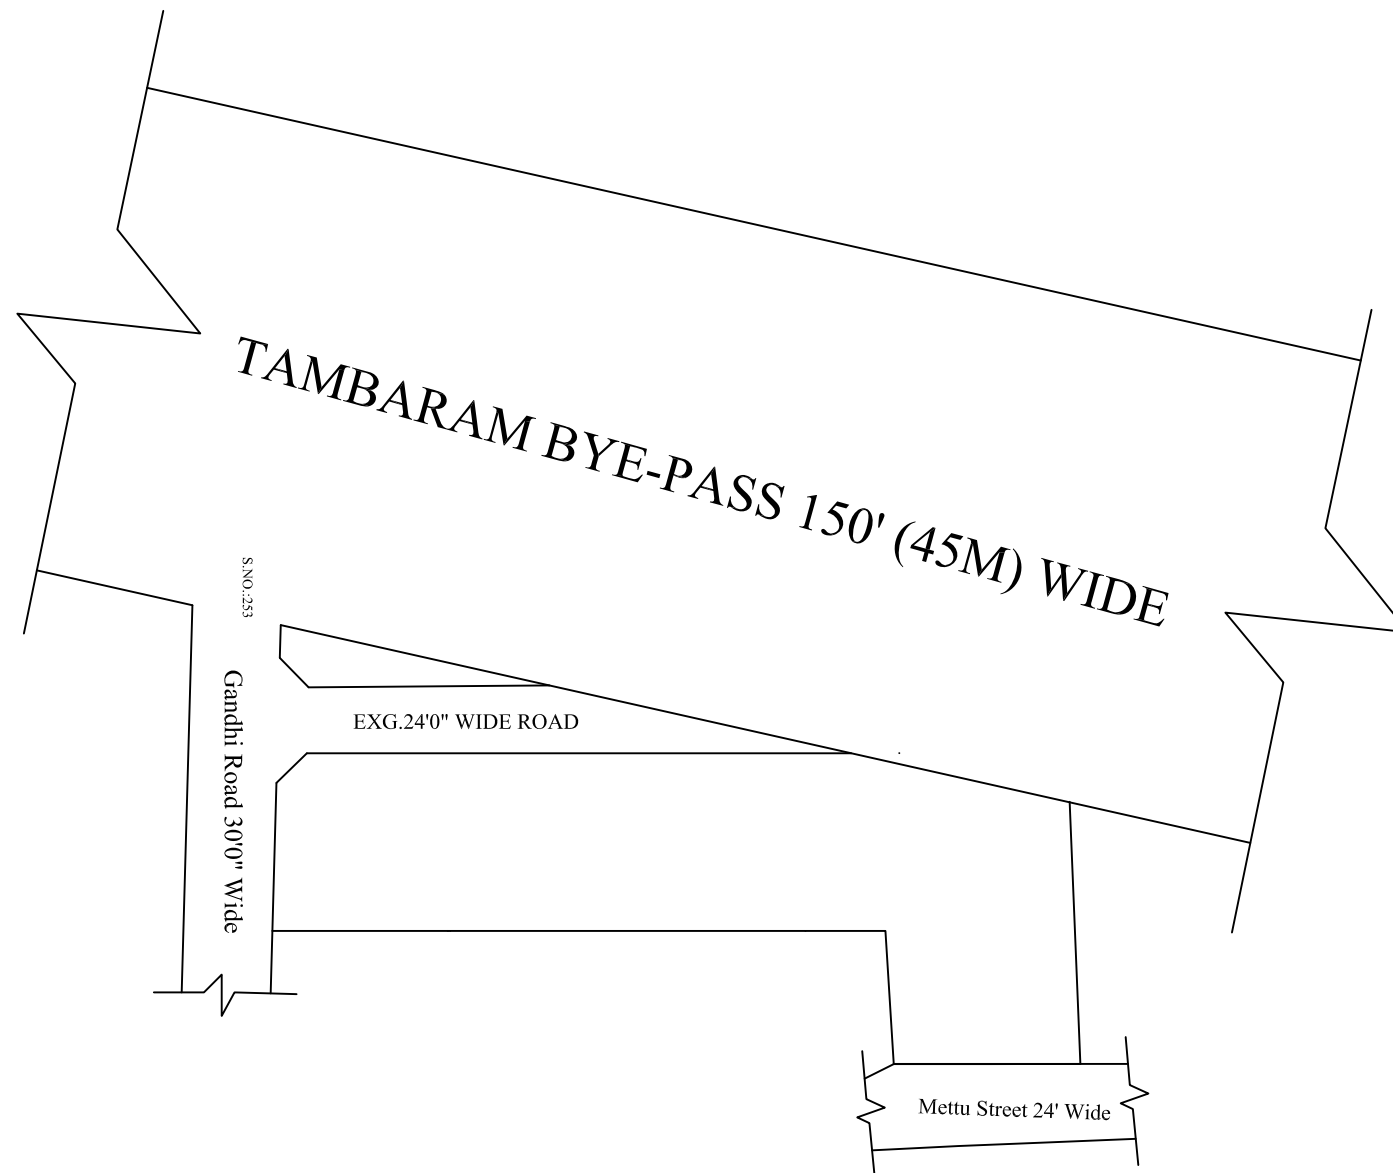 TAMBARAM BYE-PASS 150' (45M) WIDE
S.NO.:253
Gandhi Road 30'0" Wide
EXG.24'0" WIDE ROAD
Mettu Street 24' Wide